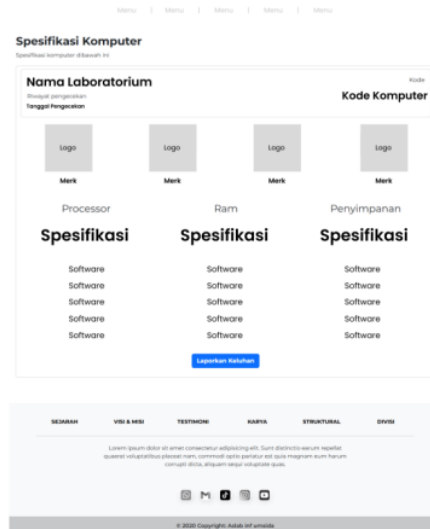 Menu | Menu | Menu | Menu | Menu
Spesifikasi Komputer
Spesifikasi komputer dibawah ini
Nama Laboratorium
Riwayat pengecekan
Tanggal Pengecekan
Kode
Kode Komputer
Logo Logo Logo Logo
Merk Merk Merk Merk
Processor Ram Penyimpanan
Spesifikasi Spesifikasi Spesifikasi
Software Software Software
Software Software Software
Software Software Software
Software Software Software
Software Software Software
Laporkan Keluhan
SEJARAH VISI & MISI TESTIMONI KARYA STRUKTURAL DIVISI
Lorem ipsum dolor sit amet consectetur adipisicing elit. Sunt distinctio earum repellat
quaerat voluptatibus placeat nam, commodi optio pariatur est quia magnam eum harum
corrupti dicta, aliquam sequi voluptate quas.
© 2020 Copyright: Aslab Inf umsida